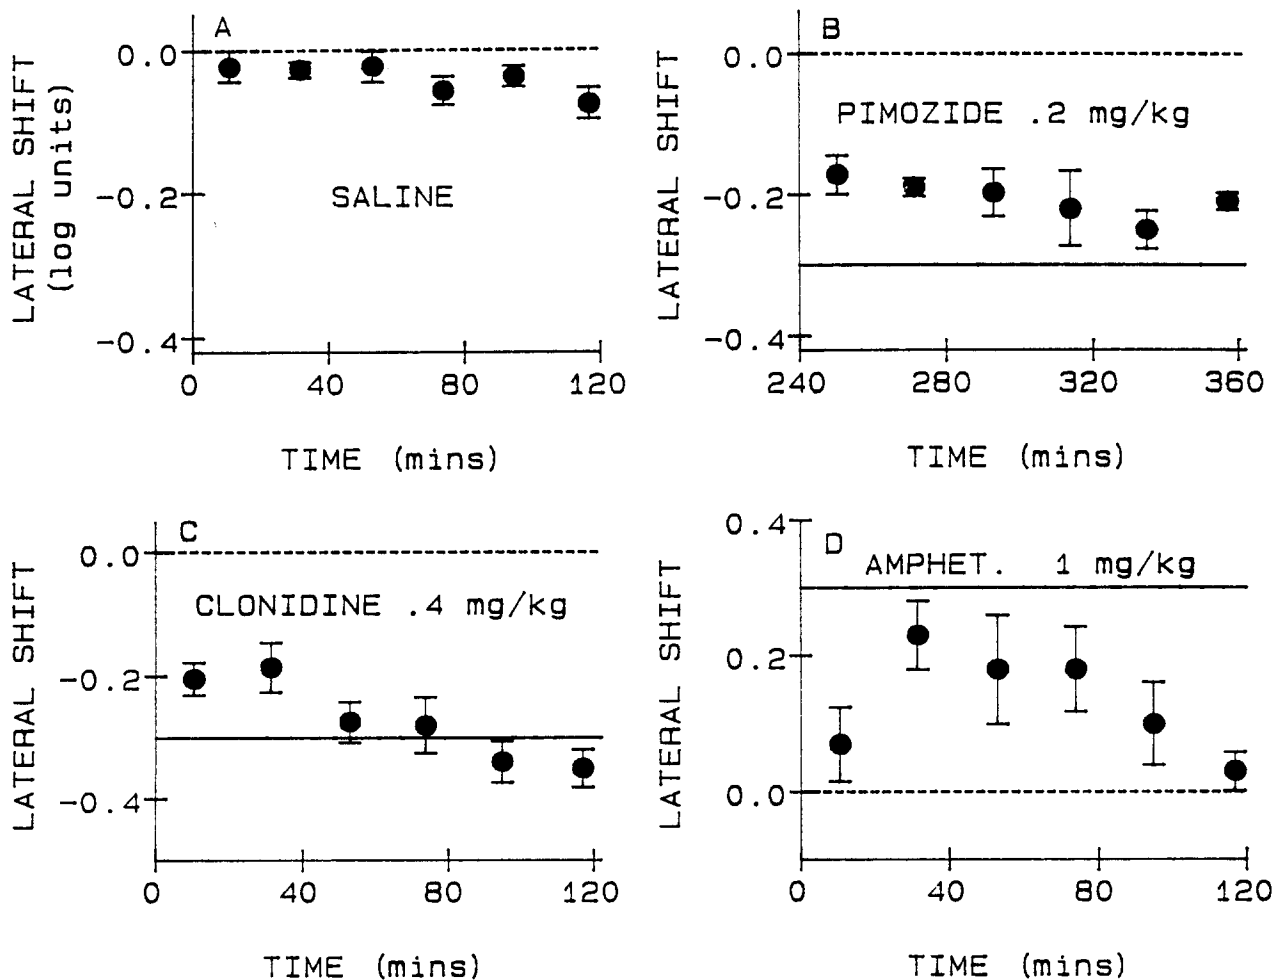 A
LATERAL SHIFT
(log units)
0.0
-0.2
-0.4
SALINE
0 40 80 120
TIME (mins)
B
LATERAL SHIFT
0.0
-0.2
-0.4
PIMOZIDE .2 mg/kg
240 280 320 360
TIME (mins)
C
LATERAL SHIFT
0.0
-0.2
-0.4
CLONIDINE .4 mg/kg
0 40 80 120
TIME (mins)
D
LATERAL SHIFT
0.4
0.2
0.0
AMPHET. 1 mg/kg
0 40 80 120
TIME (mins)